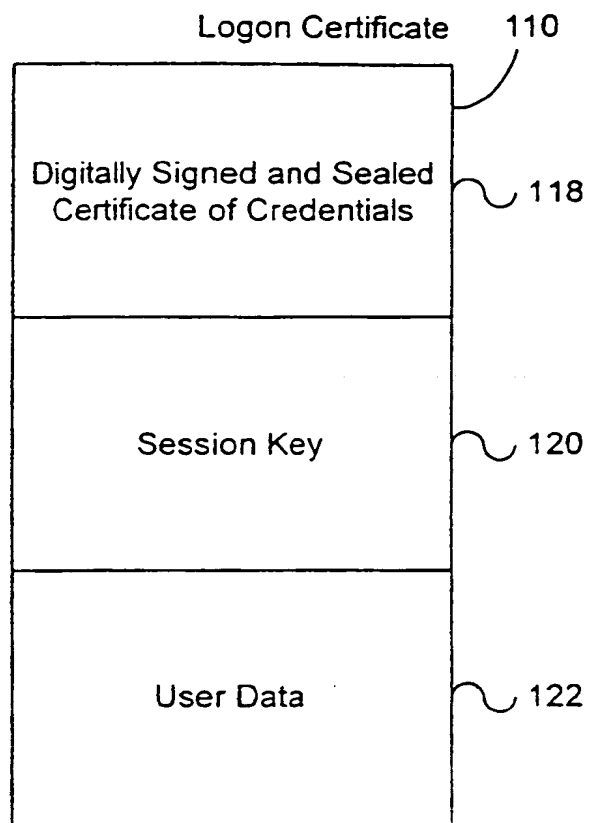 Logon Certificate 110
Digitally Signed and Sealed
Certificate of Credentials
118
Session Key
120
User Data
122